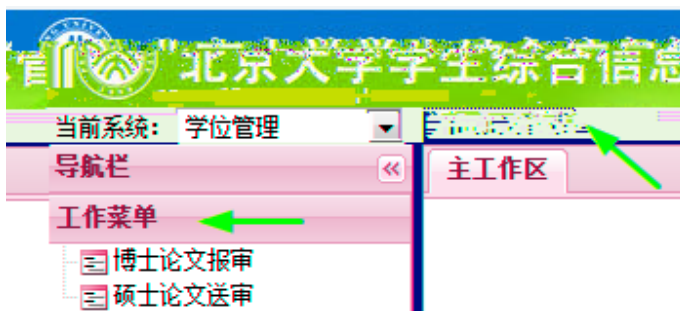 北京大学学生综合信息
当前系统： 学位管理
导航栏
主工作区
工作菜单
博士论文报审
硕士论文送审